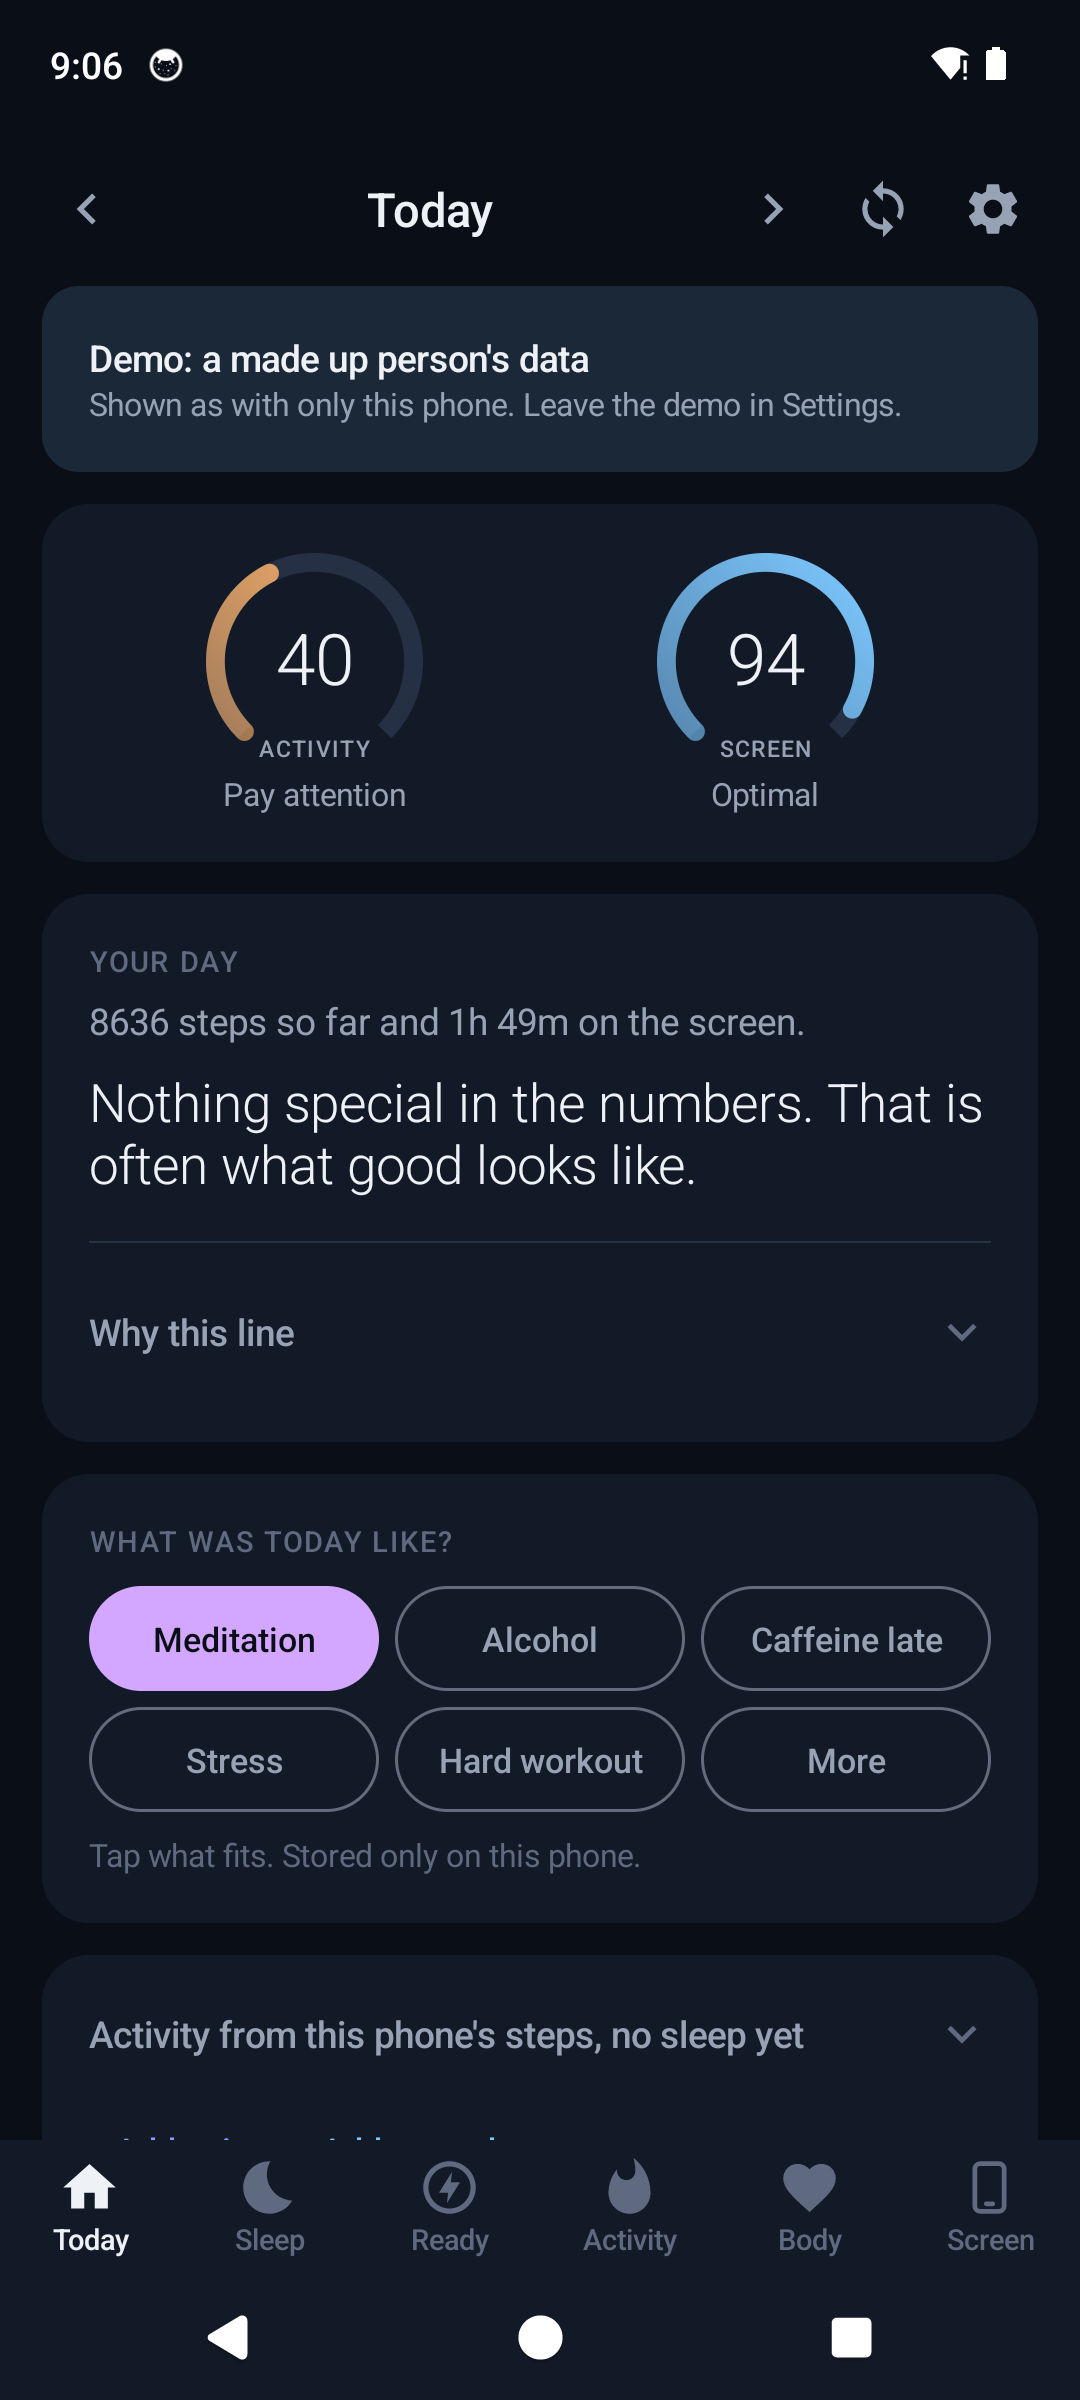 9:06
Today
Demo: a made up person's data
Shown as with only this phone. Leave the demo in Settings.
40
ACTIVITY
Pay attention
94
SCREEN
Optimal
YOUR DAY
8636 steps so far and 1h 49m on the screen.
Nothing special in the numbers. That is
often what good looks like.
Why this line
WHAT WAS TODAY LIKE?
Meditation
Alcohol
Caffeine late
Stress
Hard workout
More
Tap what fits. Stored only on this phone.
Activity from this phone's steps, no sleep yet
Today
Sleep
Ready
Activity
Body
Screen